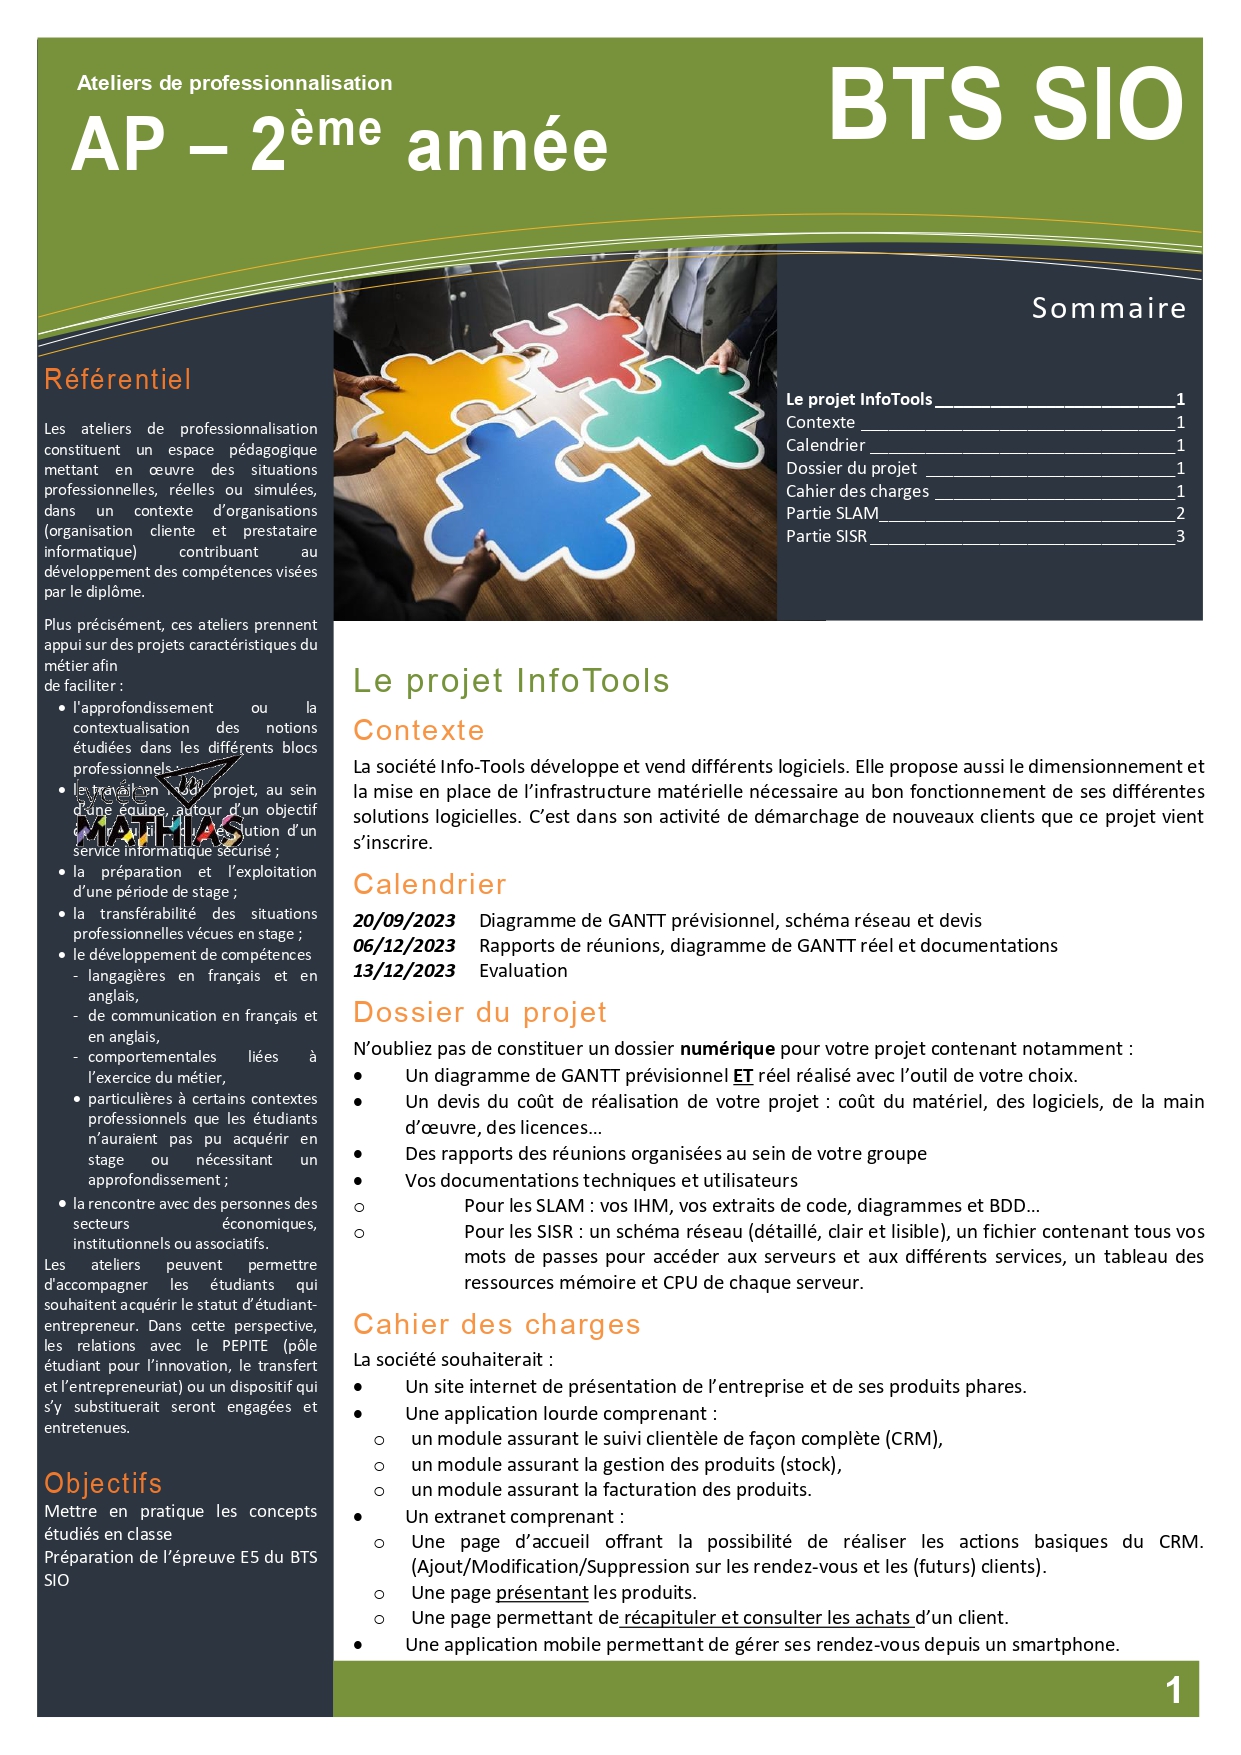 Ateliers de professionnalisation
AP – 2ème année
BTS SIO
Sommaire
Le projet InfoTools 1
Contexte 1
Calendrier 1
Dossier du projet 1
Cahier des charges 1
Partie SLAM 2
Partie SISR 3
Référentiel
Les ateliers de professionnalisation
constituent un espace pédagogique
mettant en œuvre des situations
professionnelles, réelles ou simulées,
dans un contexte d’organisations
(organisation cliente et prestataire
informatique) contribuant au
développement des compétences visées
par le diplôme.
Plus précisément, ces ateliers prennent
appui sur des projets caractéristiques du
métier afin
de faciliter :
• l'approfondissement ou la
contextualisation des notions
étudiées dans les différents blocs
professionnels ;
• projet, au sein
d’une équipe, autour d’un objectif
d’un
service informatique sécurisé ;
lycée
MATHIAS
• la préparation et l’exploitation
d’une période de stage ;
• la transférabilité des situations
professionnelles vécues en stage ;
• le développement de compétences
- langagières en français et en
anglais,
- de communication en français et
en anglais,
- comportementales liées à
l’exercice du métier,
• particulières à certains contextes
professionnels que les étudiants
n’auraient pas pu acquérir en
stage ou nécessitant un
approfondissement ;
• la rencontre avec des personnes des
secteurs économiques,
institutionnels ou associatifs.
Les ateliers peuvent permettre
d'accompagner les étudiants qui
souhaitent acquérir le statut d’étudiant-
entrepreneur. Dans cette perspective,
les relations avec le PEPITE (pôle
étudiant pour l’innovation, le transfert
et l’entrepreneuriat) ou un dispositif qui
s’y substituerait seront engagées et
entretenues.
Objectifs
Mettre en pratique les concepts
étudiés en classe
Préparation de l’épreuve E5 du BTS
SIO
Le projet InfoTools
Contexte
La société Info-Tools développe et vend différents logiciels. Elle propose aussi le dimensionnement et
la mise en place de l’infrastructure matérielle nécessaire au bon fonctionnement de ses différentes
solutions logicielles. C’est dans son activité de démarchage de nouveaux clients que ce projet vient
s’inscrire.
Calendrier
20/09/2023 Diagramme de GANTT prévisionnel, schéma réseau et devis
06/12/2023 Rapports de réunions, diagramme de GANTT réel et documentations
13/12/2023 Evaluation
Dossier du projet
N’oubliez pas de constituer un dossier numérique pour votre projet contenant notamment :
• Un diagramme de GANTT prévisionnel ET réel réalisé avec l’outil de votre choix.
• Un devis du coût de réalisation de votre projet : coût du matériel, des logiciels, de la main
d’œuvre, des licences…
• Des rapports des réunions organisées au sein de votre groupe
• Vos documentations techniques et utilisateurs
o Pour les SLAM : vos IHM, vos extraits de code, diagrammes et BDD…
o Pour les SISR : un schéma réseau (détaillé, clair et lisible), un fichier contenant tous vos
mots de passes pour accéder aux serveurs et aux différents services, un tableau des
ressources mémoire et CPU de chaque serveur.
Cahier des charges
La société souhaiterait :
• Un site internet de présentation de l’entreprise et de ses produits phares.
• Une application lourde comprenant :
o un module assurant le suivi clientèle de façon complète (CRM),
o un module assurant la gestion des produits (stock),
o un module assurant la facturation des produits.
• Un extranet comprenant :
o Une page d’accueil offrant la possibilité de réaliser les actions basiques du CRM.
(Ajout/Modification/Suppression sur les rendez-vous et les (futurs) clients).
o Une page présentant les produits.
o Une page permettant de récapituler et consulter les achats d’un client.
• Une application mobile permettant de gérer ses rendez-vous depuis un smartphone.
1